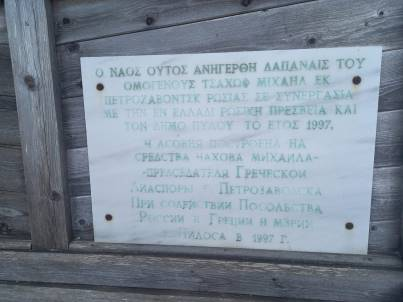 Ο ΝΑΟΣ ΟΥΤΟΣ ΑΝΗΓΕΡΘΗ ΔΑΠΑΝΑΙΣ ΤΟΥ
ΟΜΟΓΕΝΟΥΣ ΤΣΑΧΩΦ ΜΙΧΑΗΛ ΕΚ
ΠΕΤΡΟΖΑΒΟΝΤΣΚ ΡΩΣΙΑΣ ΣΕ ΣΥΝΕΡΓΑΣΙΑ
ΜΕ ΤΗΝ ΕΝ ΕΛΛΑΔΙ ΡΩΣΙΚΗ ΠΡΕΣΒΕΙΑ ΚΑΙ
ΤΟΝ ΔΗΜΟ ΠΥΛΟΥ ΤΟ ΕΤΟΣ 1997.
ЧАСОВНЯ ПОСТРОЕНА НА
СРЕДСТВА ЧАХОВА МИХАИЛА-
-ПРЕДСЕДАТЕЛЯ ГРЕЧЕСКОЙ
ДИАСПОРЫ Г. ПЕТРОЗАВОДСКА
ПРИ СОДЕЙСТВИИ ПОСОЛЬСТВА
РОССИИ В ГРЕЦИИ И МЭРИИ
В 1997 Г.